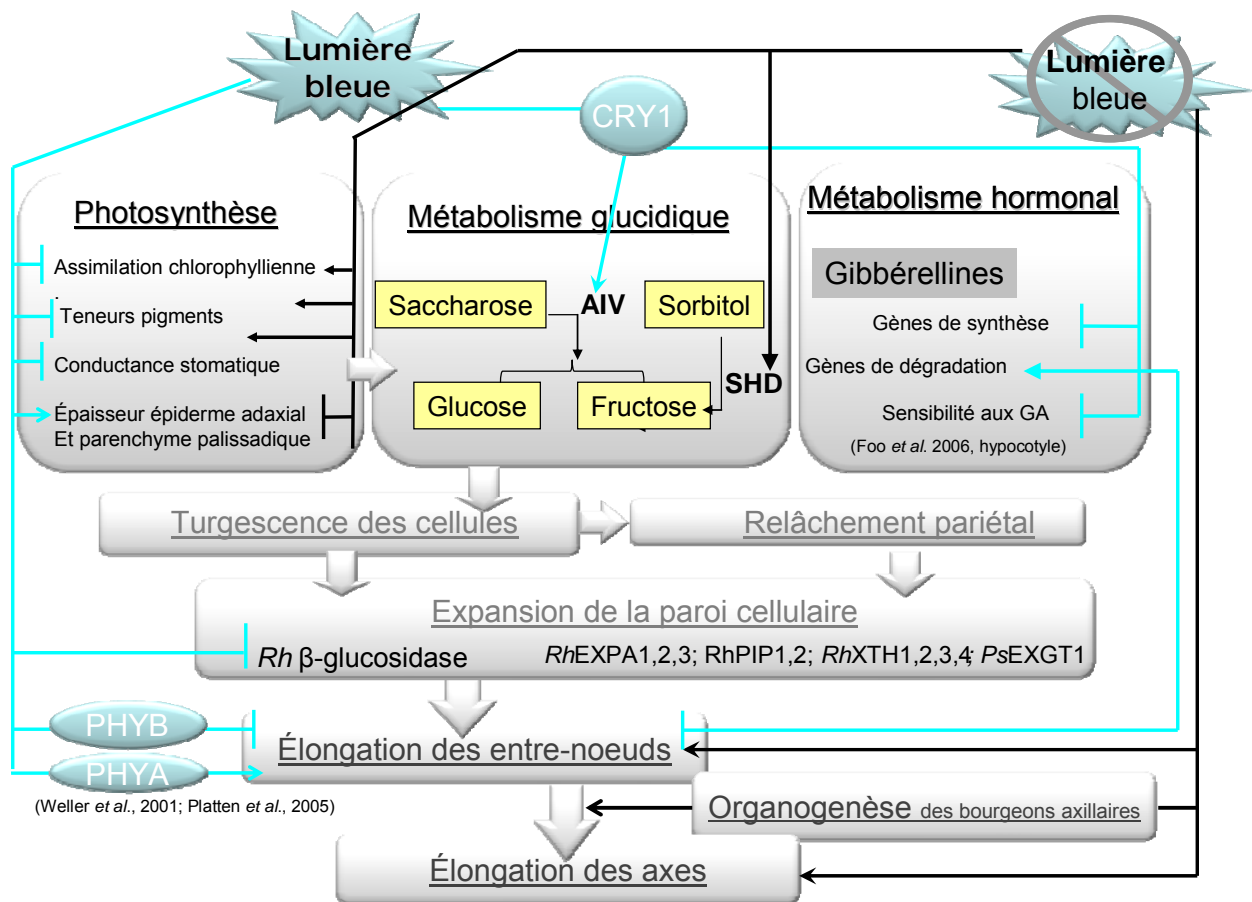 Lumière
bleue
Lumière
bleue
CRY1
Photosynthèse
Assimilation chlorophyllienne
.
Teneurs pigments
Conductance stomatique
Épaisseur épiderme adaxial
Et parenchyme palissadique
Métabolisme glucidique
Saccharose
AIV
Sorbitol
SHD
Glucose
Fructose
Métabolisme hormonal
Gibbérellines
Gènes de synthèse
Gènes de dégradation
Sensibilité aux GA
(Foo et al. 2006, hypocotyle)
Turgescence des cellules
Relâchement pariétal
Expansion de la paroi cellulaire
Rh β-glucosidase
RhEXPA1,2,3; RhPIP1,2; RhXTH1,2,3,4; PsEXGT1
PHYB
Élongation des entre-noeuds
PHYA
(Weller et al., 2001; Platten et al., 2005)
Organogenèse des bourgeons axillaires
Élongation des axes